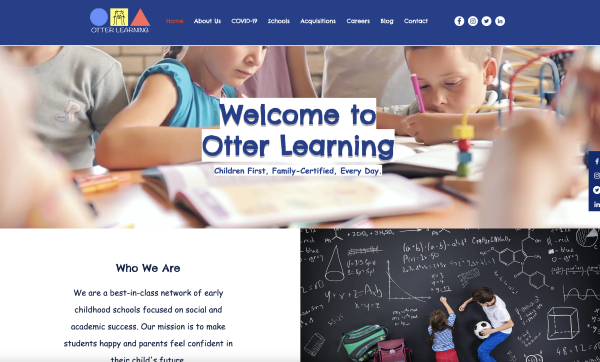 OTTER LEARNING
Home About Us COVID-19 Schools Acquisitions Careers Blog Contact
Welcome to
Otter Learning
Children First, Family-Certified, Every Day.
Who We Are
We are a best-in-class network of early
childhood schools focused on social and
academic success. Our mission is to make
students happy and parents feel confident in
their child's future.